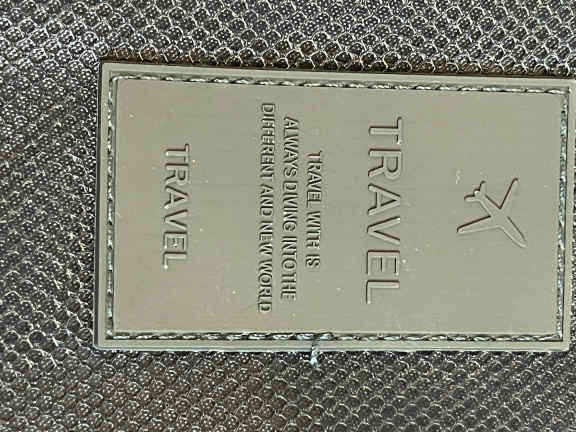 TRAVEL
TRAVEL WITH IS
ALWAYS DIVING INTO THE
DIFFERENT AND NEW WORLD
TRAVEL